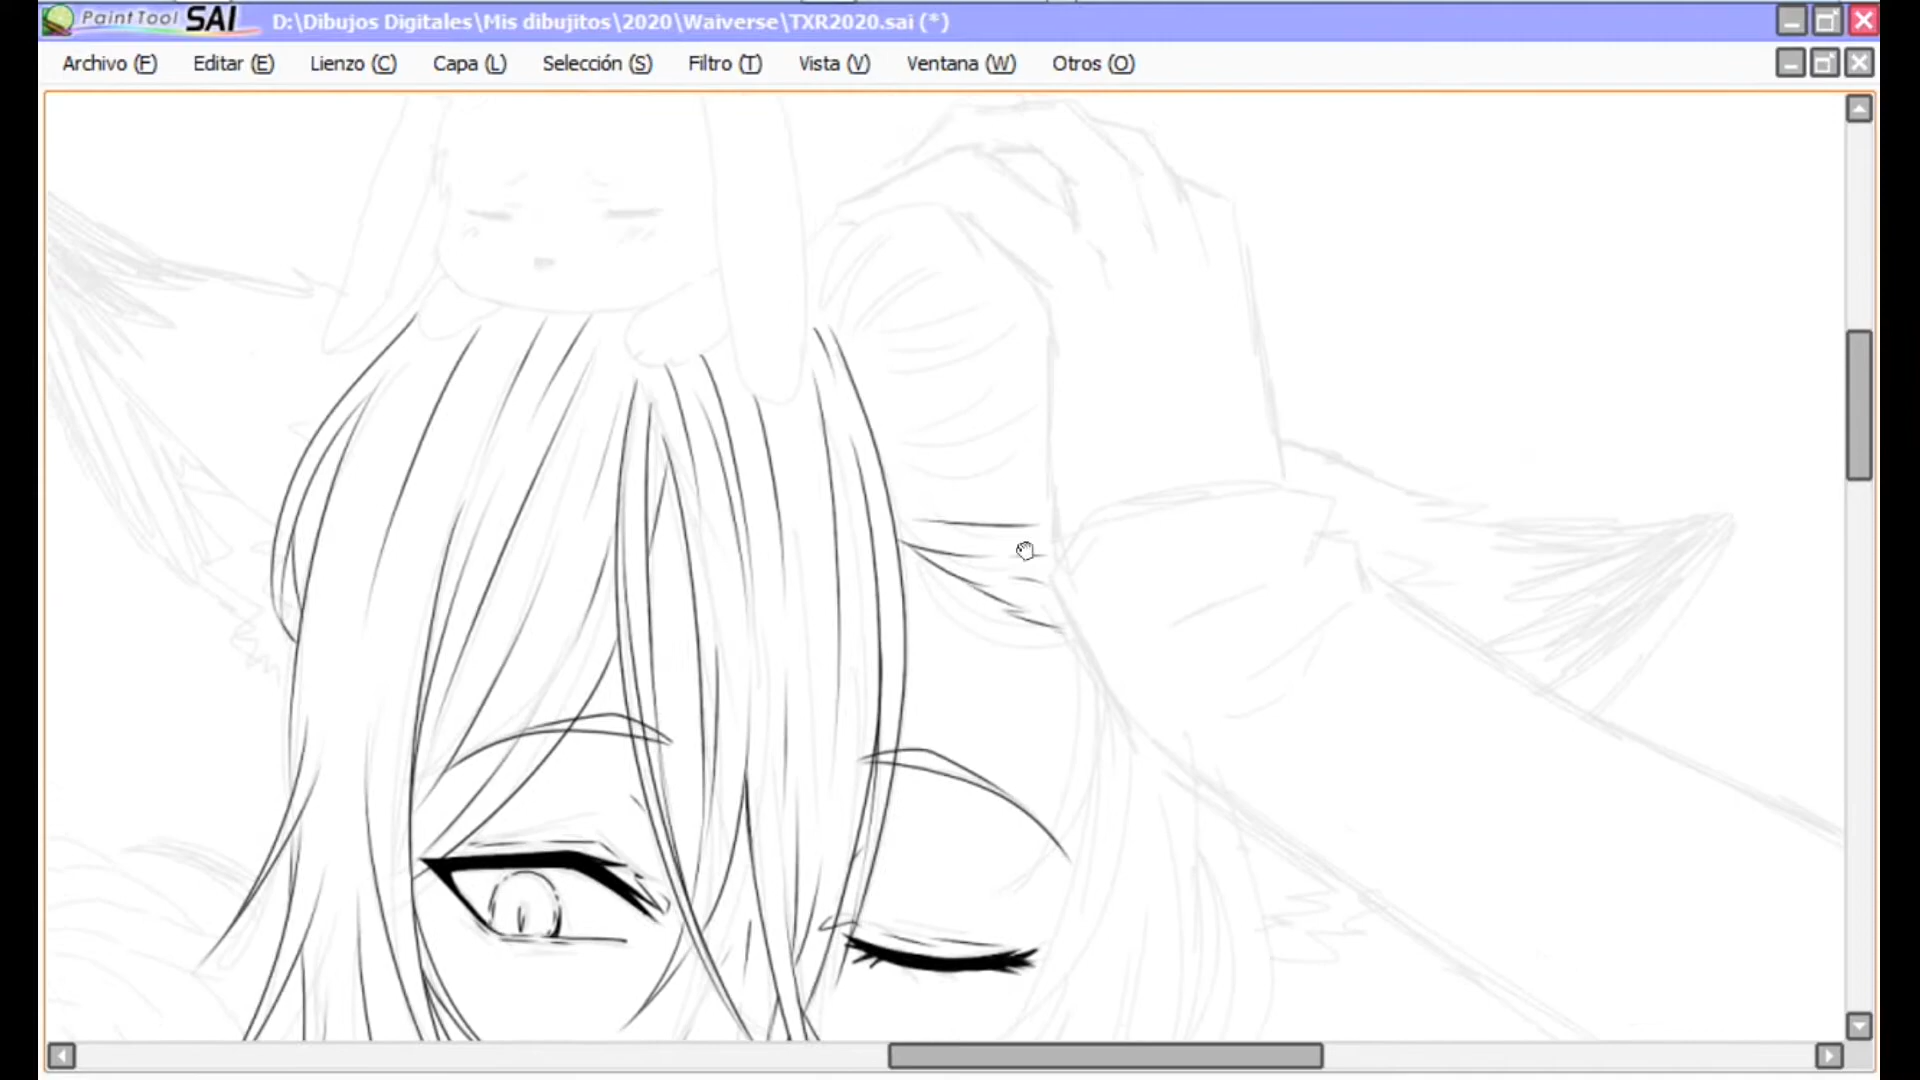 PaintTool SAI D:\Dibujos Digitales\Mis dibujitos\2020\Waiverse\TXR2020.sai (*)
Archivo (F) Editar (E) Lienzo (C) Capa (L) Selección (S) Filtro (T) Vista (V) Ventana (W) Otros (O)